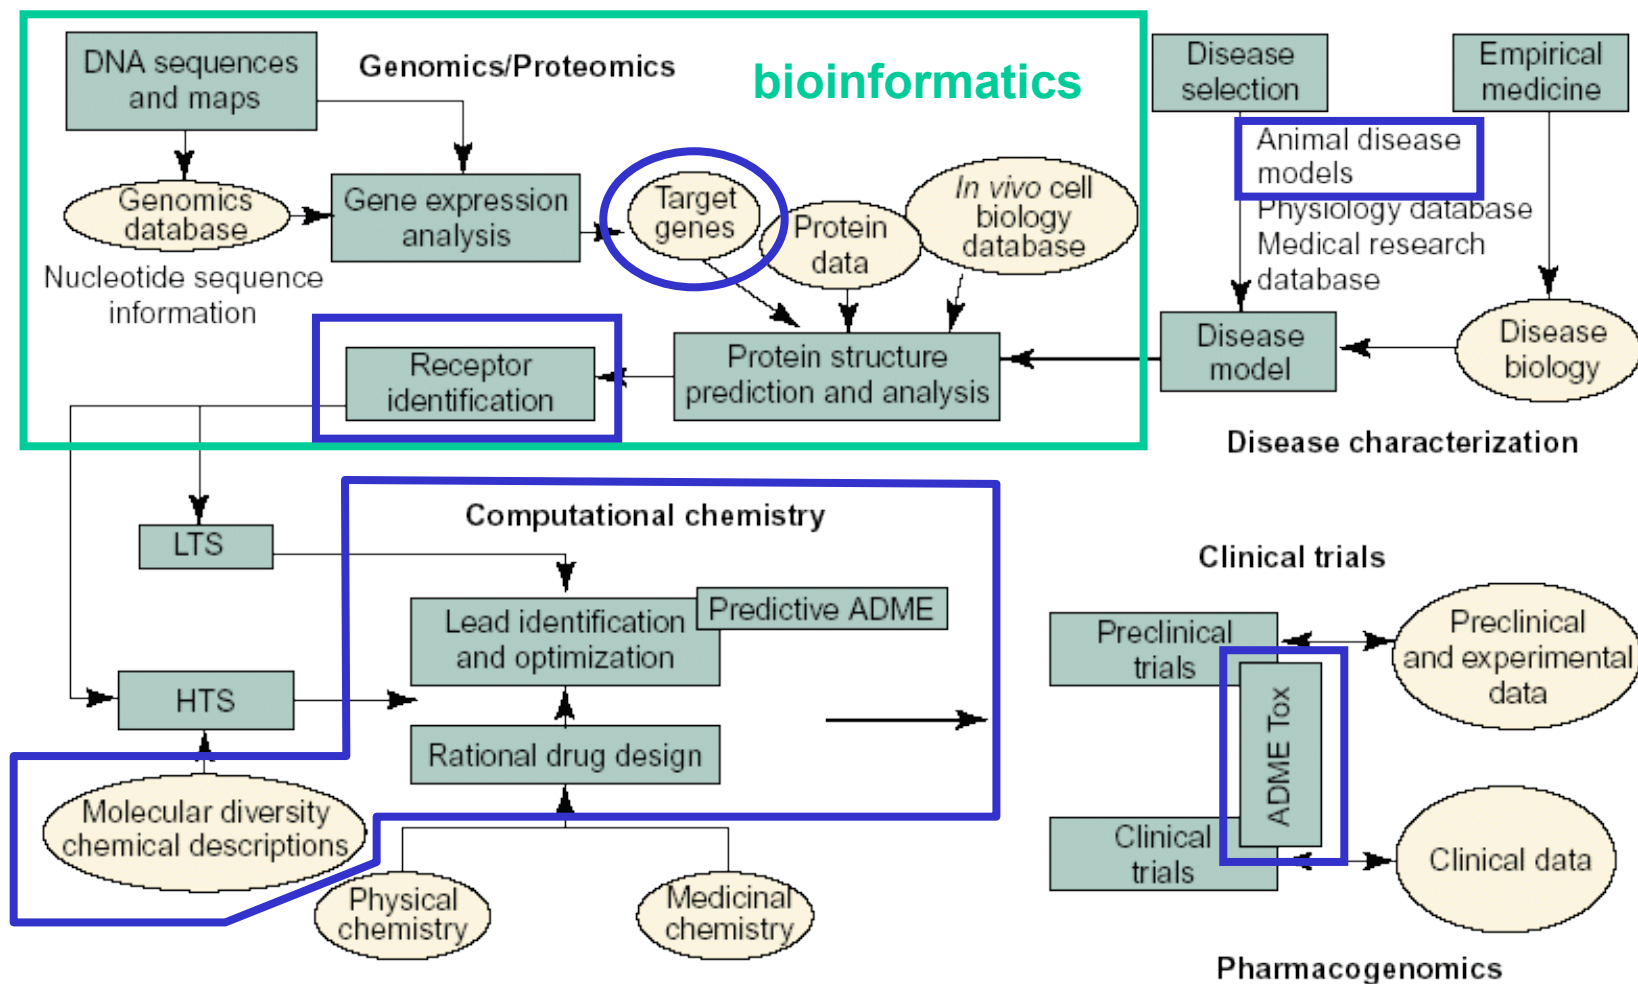 DNA sequences
and maps
Genomics/Proteomics
bioinformatics
Disease
selection
Empirical
medicine
Animal disease
models
Physiology database
Medical research
database
Genomics
database
Nucleotide sequence
information
Gene expression
analysis
Target
genes
Protein
data
In vivo cell
biology
database
Receptor
identification
Protein structure
prediction and analysis
Disease
model
Disease
biology
Disease characterization
Computational chemistry
LTS
Lead identification
and optimization
Predictive ADME
HTS
Rational drug design
Molecular diversity
chemical descriptions
Physical
chemistry
Medicinal
chemistry
Clinical trials
Preclinical
trials
Preclinical
and experimental
data
ADME Tox
Clinical
trials
Clinical data
Pharmacogenomics